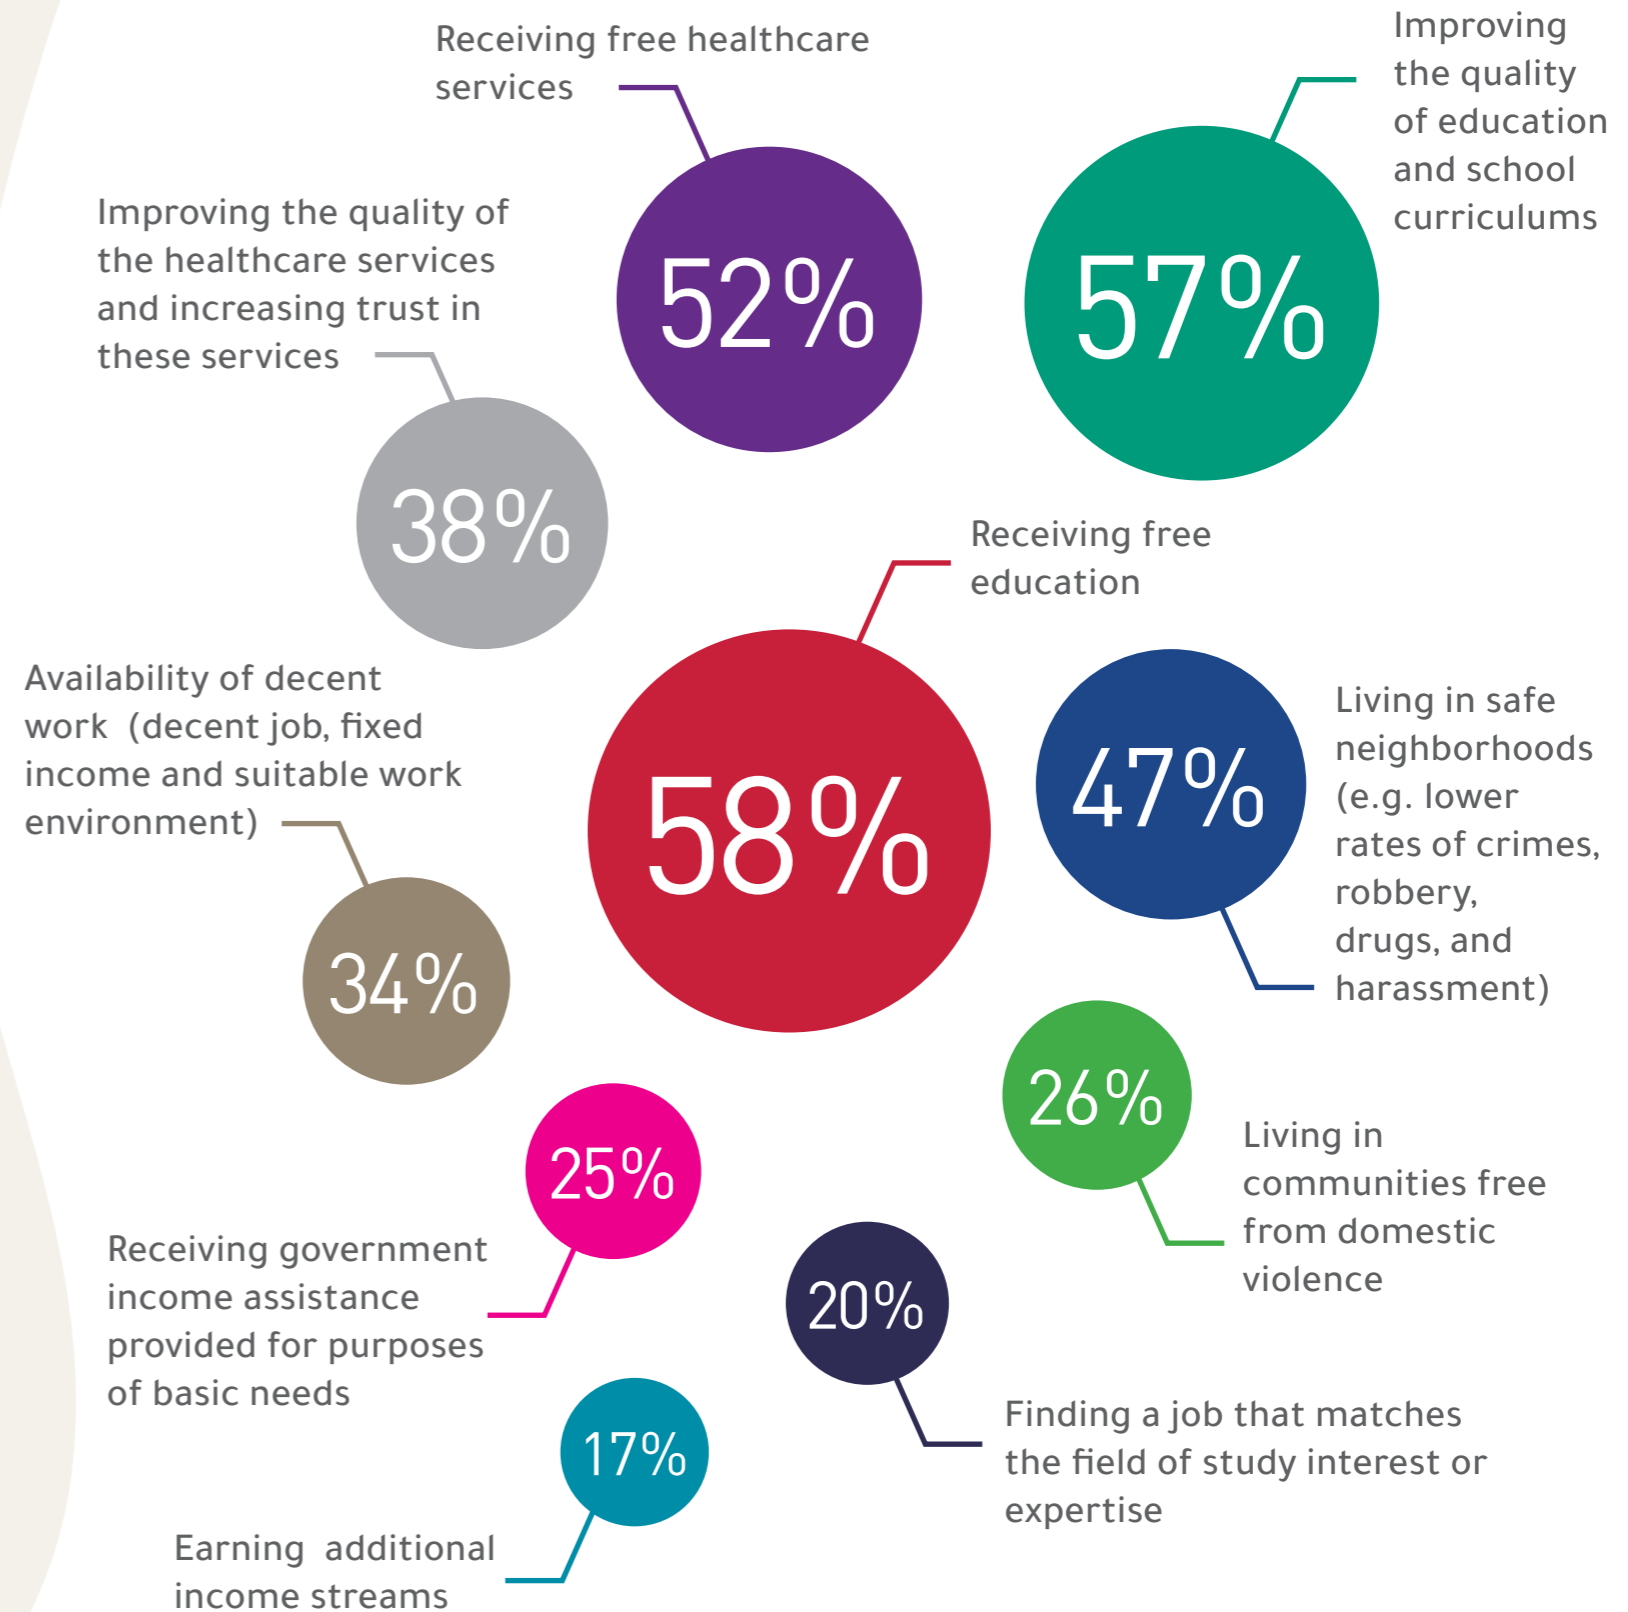 Receiving free healthcare
services
52%
Improving
the quality
of education
and school
curriculums
57%
Improving the quality of
the healthcare services
and increasing trust in
these services
38%
Receiving free
education
58%
Availability of decent
work  (decent job, fixed
income and suitable work
environment)
34%
47%
Living in safe
neighborhoods
(e.g. lower
rates of crimes,
robbery,
drugs, and
harassment)
26%
Living in
communities free
from domestic
violence
25%
Receiving government
income assistance
provided for purposes
of basic needs
20%
Finding a job that matches
the field of study interest or
expertise
17%
Earning  additional
income streams